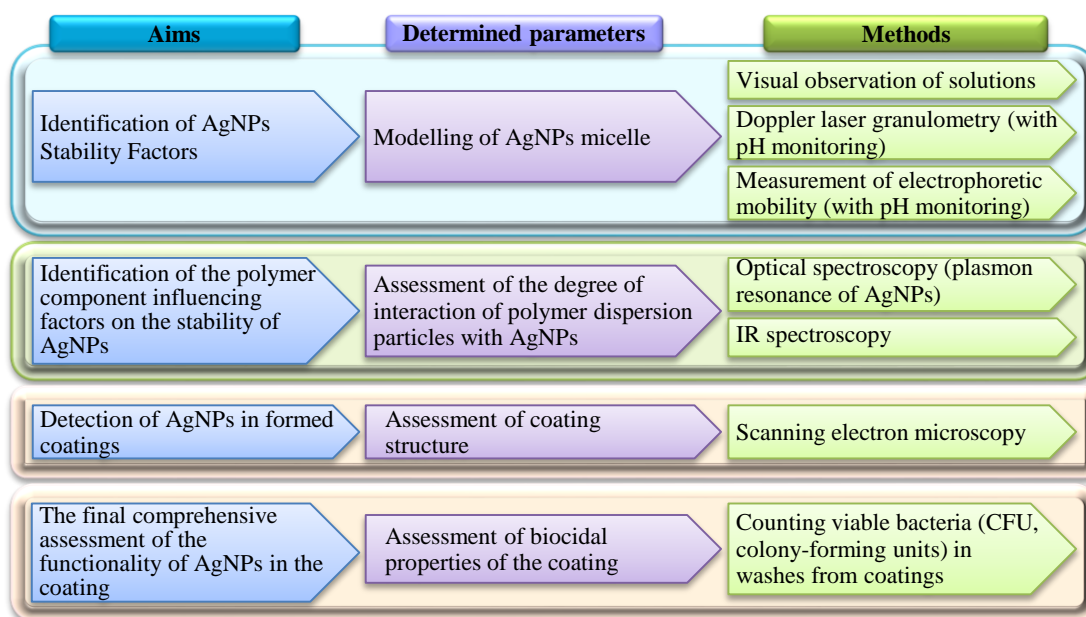 Aims
Determined parameters
Methods
Identification of AgNPs
Stability Factors
Modelling of AgNPs micelle
Visual observation of solutions
Doppler laser granulometry (with
pH monitoring)
Measurement of electrophoretic
mobility (with pH monitoring)
Identification of the polymer
component influencing
factors on the stability of
AgNPs
Assessment of the degree of
interaction of polymer dispersion
particles with AgNPs
Optical spectroscopy (plasmon
resonance of AgNPs)
IR spectroscopy
Detection of AgNPs in formed
coatings
Assessment of coating
structure
Scanning electron microscopy
The final comprehensive
assessment of the
functionality of AgNPs in the
coating
Assessment of biocidal
properties of the coating
Counting viable bacteria (CFU,
colony-forming units) in
washes from coatings